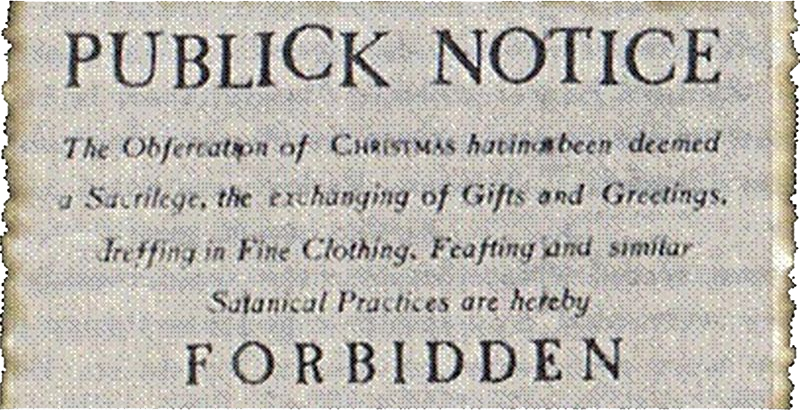 PUBLICK NOTICE
The Obſervation of CHRISTMAS having been deemed
a Sacrilege, the exchanging of Gifts and Greetings,
dreſſing in Fine Clothing, Feaſting and similar
Satanical Practices are hereby
FORBIDDEN